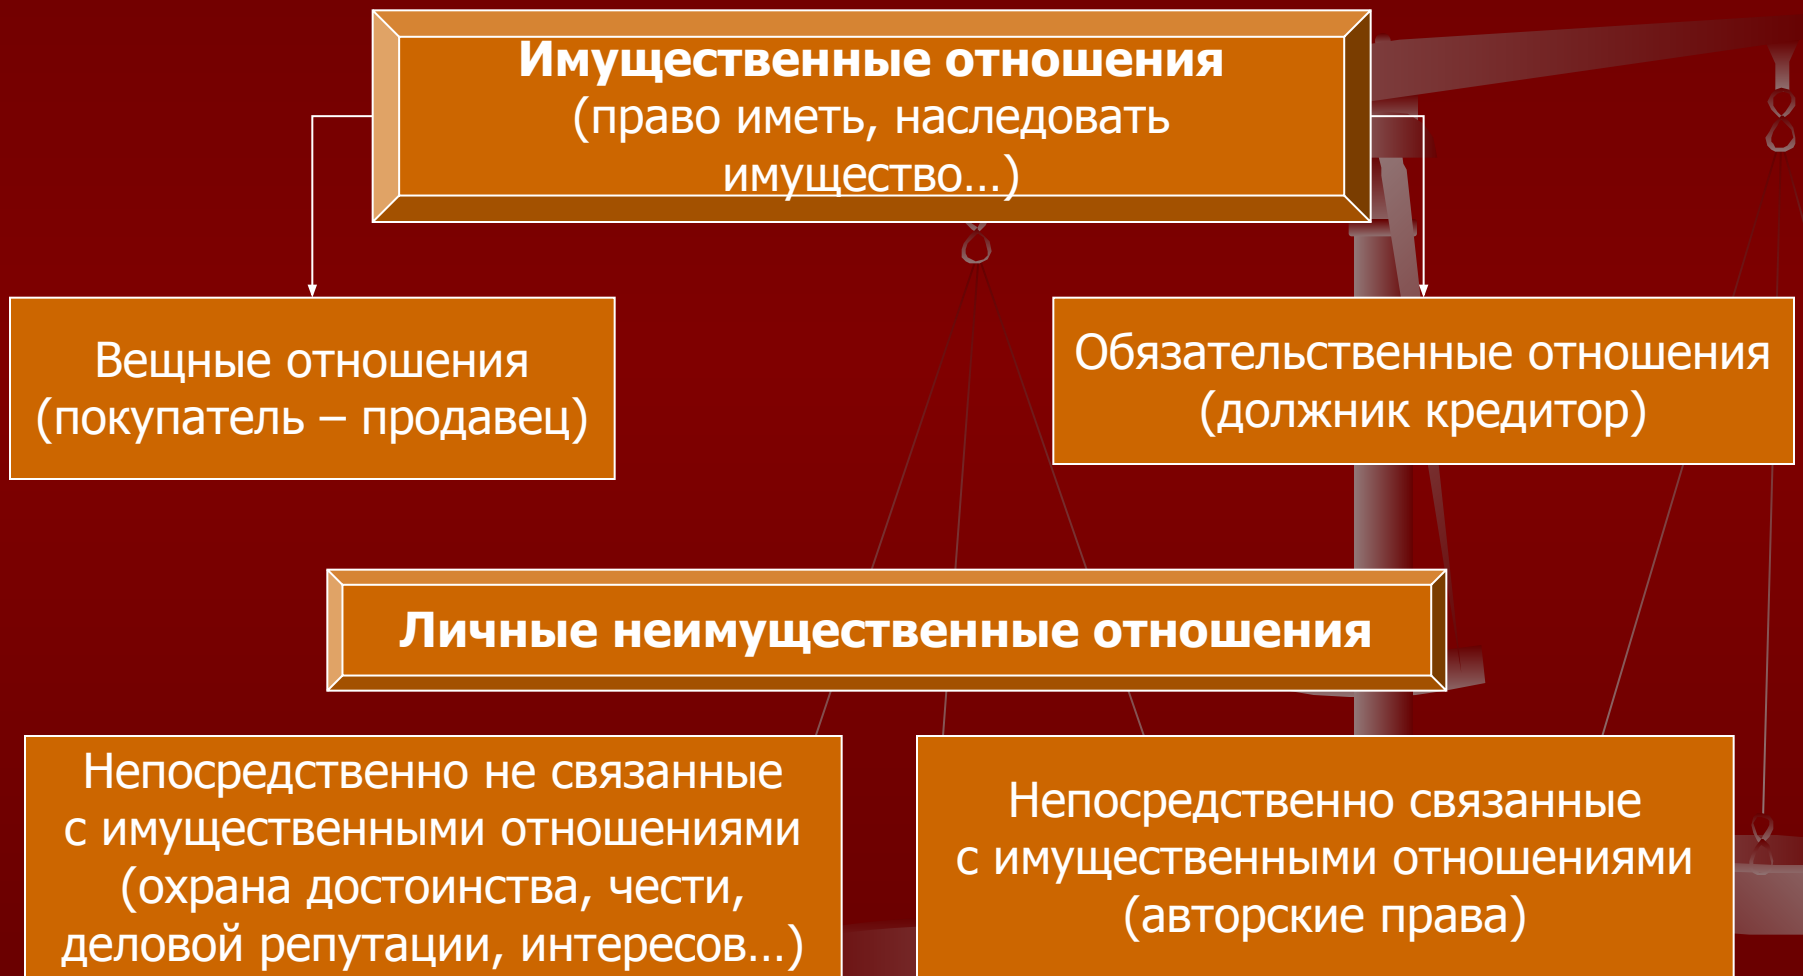 Имущественные отношения
(право иметь, наследовать
имущество...)
Вещные отношения
(покупатель – продавец)
Обязательственные отношения
(должник кредитор)
Личные неимущественные отношения
Непосредственно не связанные
с имущественными отношениями
(охрана достоинства, чести,
деловой репутации, интересов...)
Непосредственно связанные
с имущественными отношениями
(авторские права)